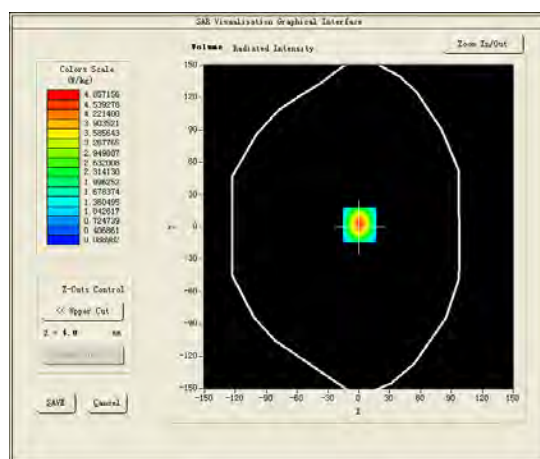 SAR Visualisation Graphical Interface
Volume Radiated Intensity
Zoom In/Out
Colors Scale
(W/kg)
4.857156
4.539278
4.221400
3.903521
3.585643
3.267765
2.949887
2.632008
2.314130
1.996252
1.678374
1.360495
1.042617
0.724739
0.406861
0.088982
150
120
90
60
30
0
-30
-60
-90
-120
-150
Y
-150 -120 -90 -60 -30 0 30 60 90 120 150
X
Z-Cuts Control
<< Upper Cut
Z = 4.0 mm
SAVE Cancel